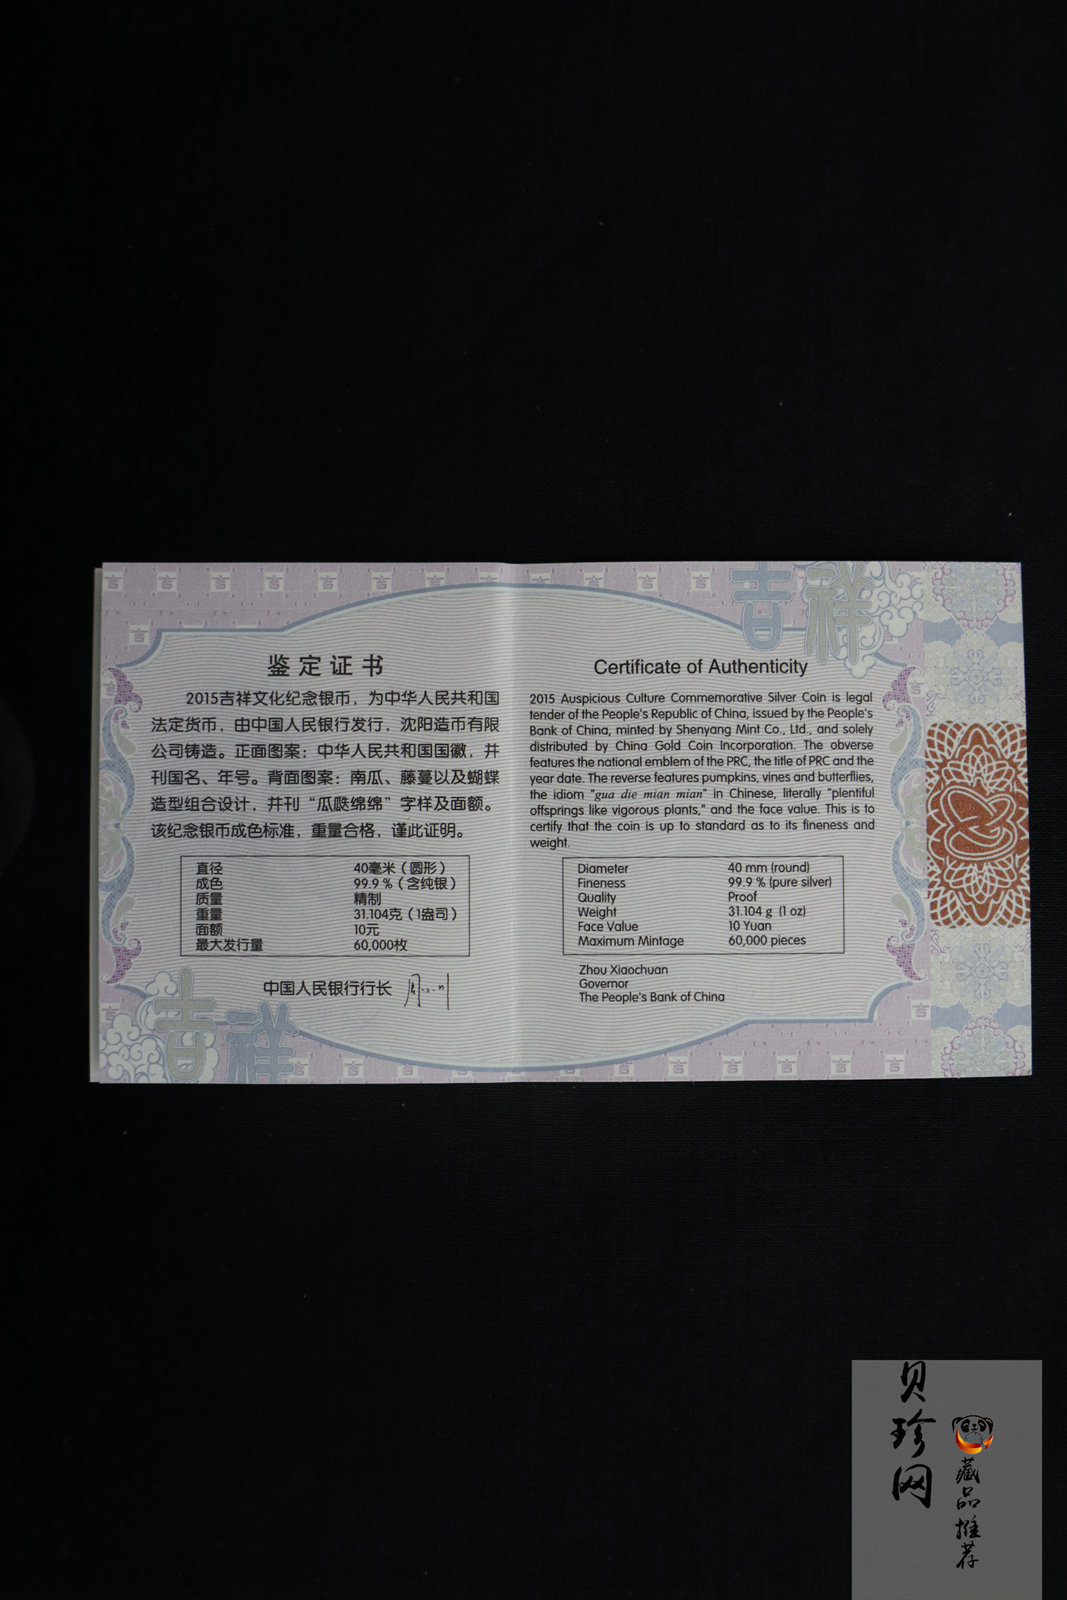 鉴定证书
2015吉祥文化纪念银币，为中华人民共和国
法定货币，由中国人民银行发行，沈阳造币有限
公司铸造。正面图案：中华人民共和国国徽，并
刊国名、年号。背面图案：南瓜、藤蔓以及蝴蝶
造型组合设计，并刊“瓜瓞绵绵”字样及面额。
该纪念银币成色标准，重量合格，谨此证明。
直径 40毫米（圆形）
成色 99.9％（含纯银）
质量 精制
重量 31.104克（1盎司）
面额 10元
最大发行量 60,000枚
中国人民银行行长
吉祥
吉祥
Certificate of Authenticity
2015 Auspicious Culture Commemorative Silver Coin is legal
tender of the People's Republic of China, issued by the People's
Bank of China, minted by Shenyang Mint Co., Ltd., and solely
distributed by China Gold Coin Incorporation. The obverse
features the national emblem of the PRC, the title of PRC and the
year date. The reverse features pumpkins, vines and butterflies,
the idiom "gua die mian mian" in Chinese, literally "plentiful
offsprings like vigorous plants," and the face value. This is to
certify that the coin is up to standard as to its fineness and
weight.
Diameter 40 mm (round)
Fineness 99.9 % (pure silver)
Quality Proof
Weight 31.104 g (1 oz)
Face Value 10 Yuan
Maximum Mintage 60,000 pieces
Zhou Xiaochuan
Governor
The People's Bank of China
贝珍网
藏品推荐